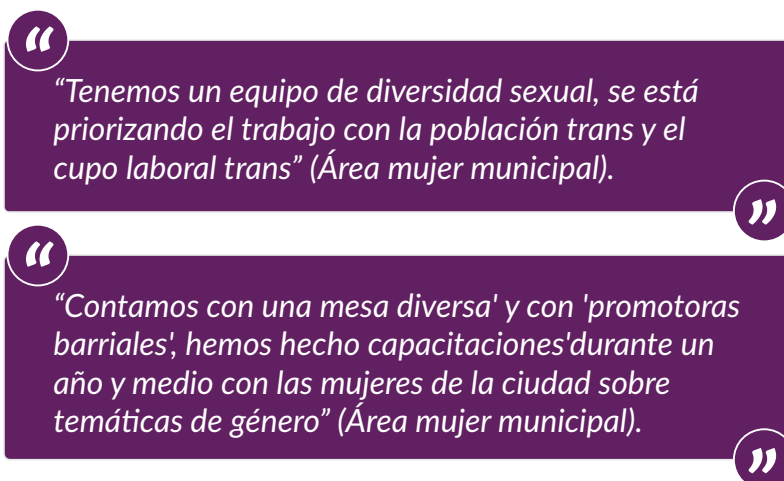 “
“Tenemos un equipo de diversidad sexual, se está
priorizando el trabajo con la población trans y el
cupo laboral trans” (Área mujer municipal).
”
“
“Contamos con una mesa diversa' y con 'promotoras
barriales', hemos hecho capacitaciones'durante un
año y medio con las mujeres de la ciudad sobre
temáticas de género” (Área mujer municipal).
”